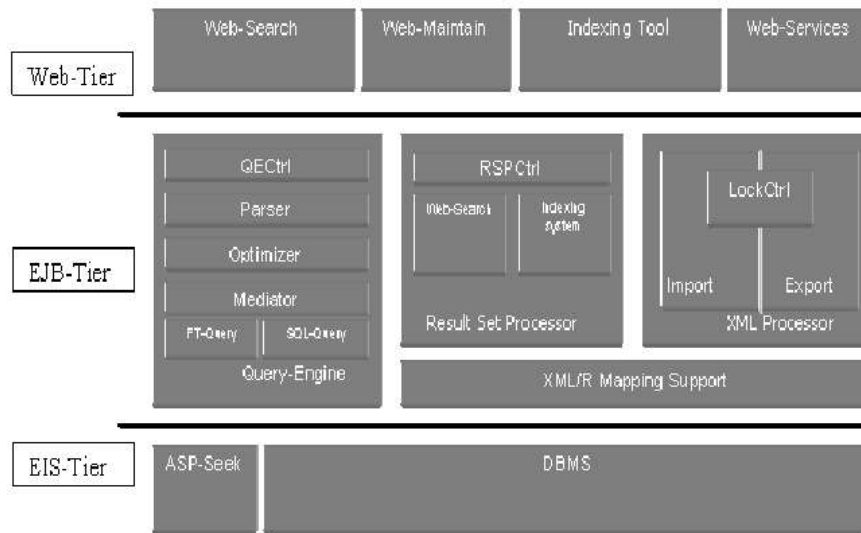 Web-Search
Web-Maintain
Indexing Tool
Web-Services
Web-Tier
QECtrl
Parser
Optimizer
Mediator
FT-Query
SQL-Query
Query-Engine
RSPCtrl
Web-Search
Indexing
system
Result Set Processor
LockCtrl
Import
Export
XML Processor
EJB-Tier
XML/R Mapping Support
EIS-Tier
ASP-Seek
DBMS